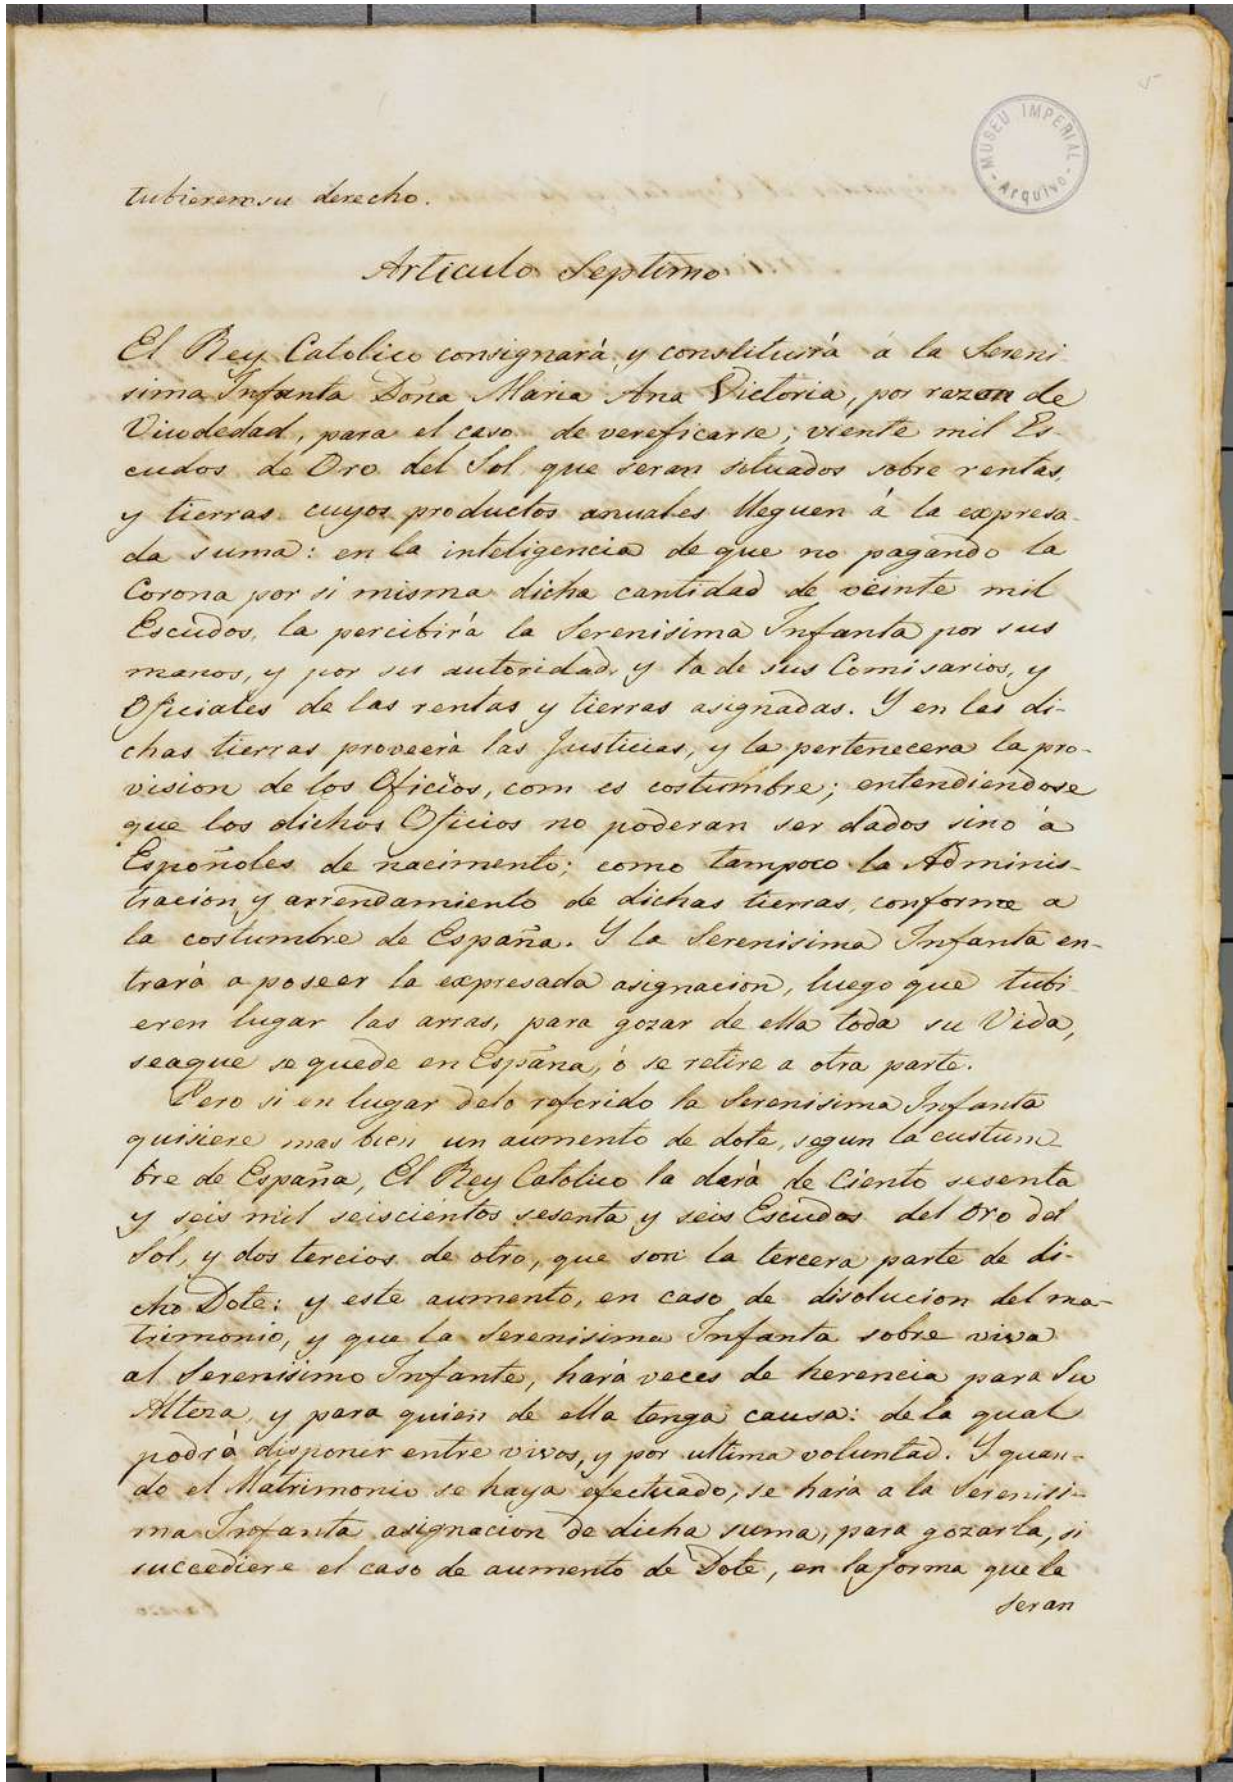 MUSEU IMPERIAL
- Arquivo -
tubieren su derecho.
Articulo Septimo
El Rey Catolico consignará y constituirá á la Sereni
sima Infanta Doña Maria Ana Victoria, por razon de
Viudedad, para el caso de vereficarse; viente mil Es-
cudos de Oro del Sol que seran situados sobre rentas,
y tierras cuyos productos anuales lleguen á la expresa-
da suma: en la inteligencia de que no pagando la
Corona por si misma dicha cantidad de veinte mil
Escudos, la percibirá la Serenisima Infanta por sus
manos, y por su autoridad, y la de sus Comisarios, y
Oficiales de las rentas y tierras asignadas. Y en las di-
chas tierras proveerá las Justicias, y la pertenecera la pro-
vision de los Oficios, com es costumbre; entendiendose
que los dichos Oficios no poderan ser dados sino á
Españoles de nacimento; como tampoco la Adminis-
tracion y arrendamiento de dichas tierras, conforme a
la costumbre de España. Y la Serenisima Infanta en-
trará a poseer la expresada asignacion, luego que tubi
eren lugar las arras, para gozar de ella toda su Vida,
seaque se quede en España, ó se retire a otra parte.
Pero si en lugar delo referido la Serenisima Infanta
quisiere mas bien un aumento de dote, segun la custum
bre de España, El Rey Catolico la dará de Ciento sesenta
y seis mil seiscientos sesenta y seis Escudos del Oro del
Sol, y dos tercios de otro, que son la tercera parte de di-
cho Dote: y este aumento, en caso de disolucion del ma-
trimonio, y que la Serenisima Infanta sobre viva
al Serenisimo Infante, hará veces de herencia para Su
Alteza, y para quien de ella tenga causa: de la qual
podrá disponer entre vivos, y por ultima voluntad. Y quan-
do el Matrimonio se haya efectuado, se hará a la Serenisi-
ma Infanta asignacion de dicha suma, para gozarla, si
succediere el caso de aumento de Dote, en la forma que la
seran